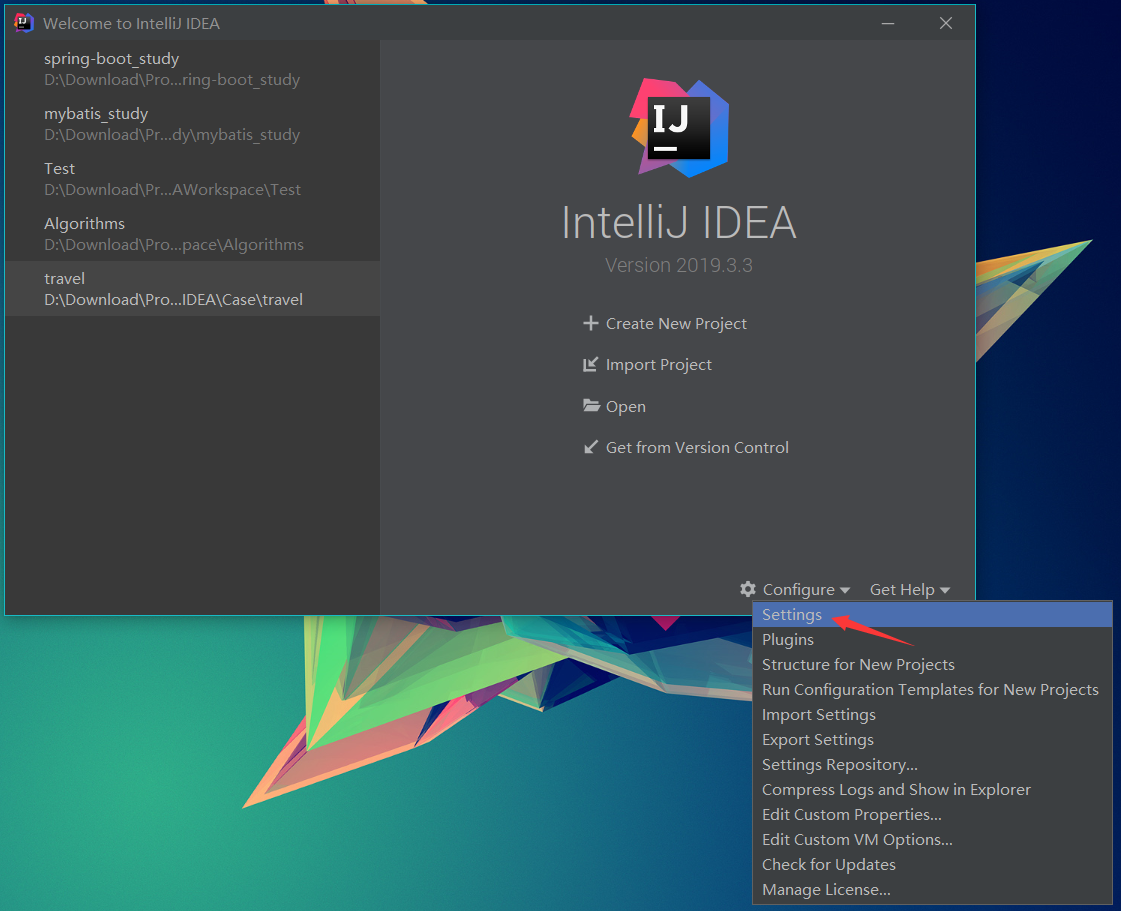 Welcome to IntelliJ IDEA
spring-boot_study
D:\Download\Pro...ring-boot_study
mybatis_study
D:\Download\Pr...dy\mybatis_study
Test
D:\Download\Pr...AWorkspace\Test
Algorithms
D:\Download\Pro...pace\Algorithms
travel
D:\Download\Pro...IDEA\Case\travel
IJ
IntelliJ IDEA
Version 2019.3.3
Create New Project
Import Project
Open
Get from Version Control
Configure
Get Help
Settings
Plugins
Structure for New Projects
Run Configuration Templates for New Projects
Import Settings
Export Settings
Settings Repository...
Compress Logs and Show in Explorer
Edit Custom Properties...
Edit Custom VM Options...
Check for Updates
Manage License...